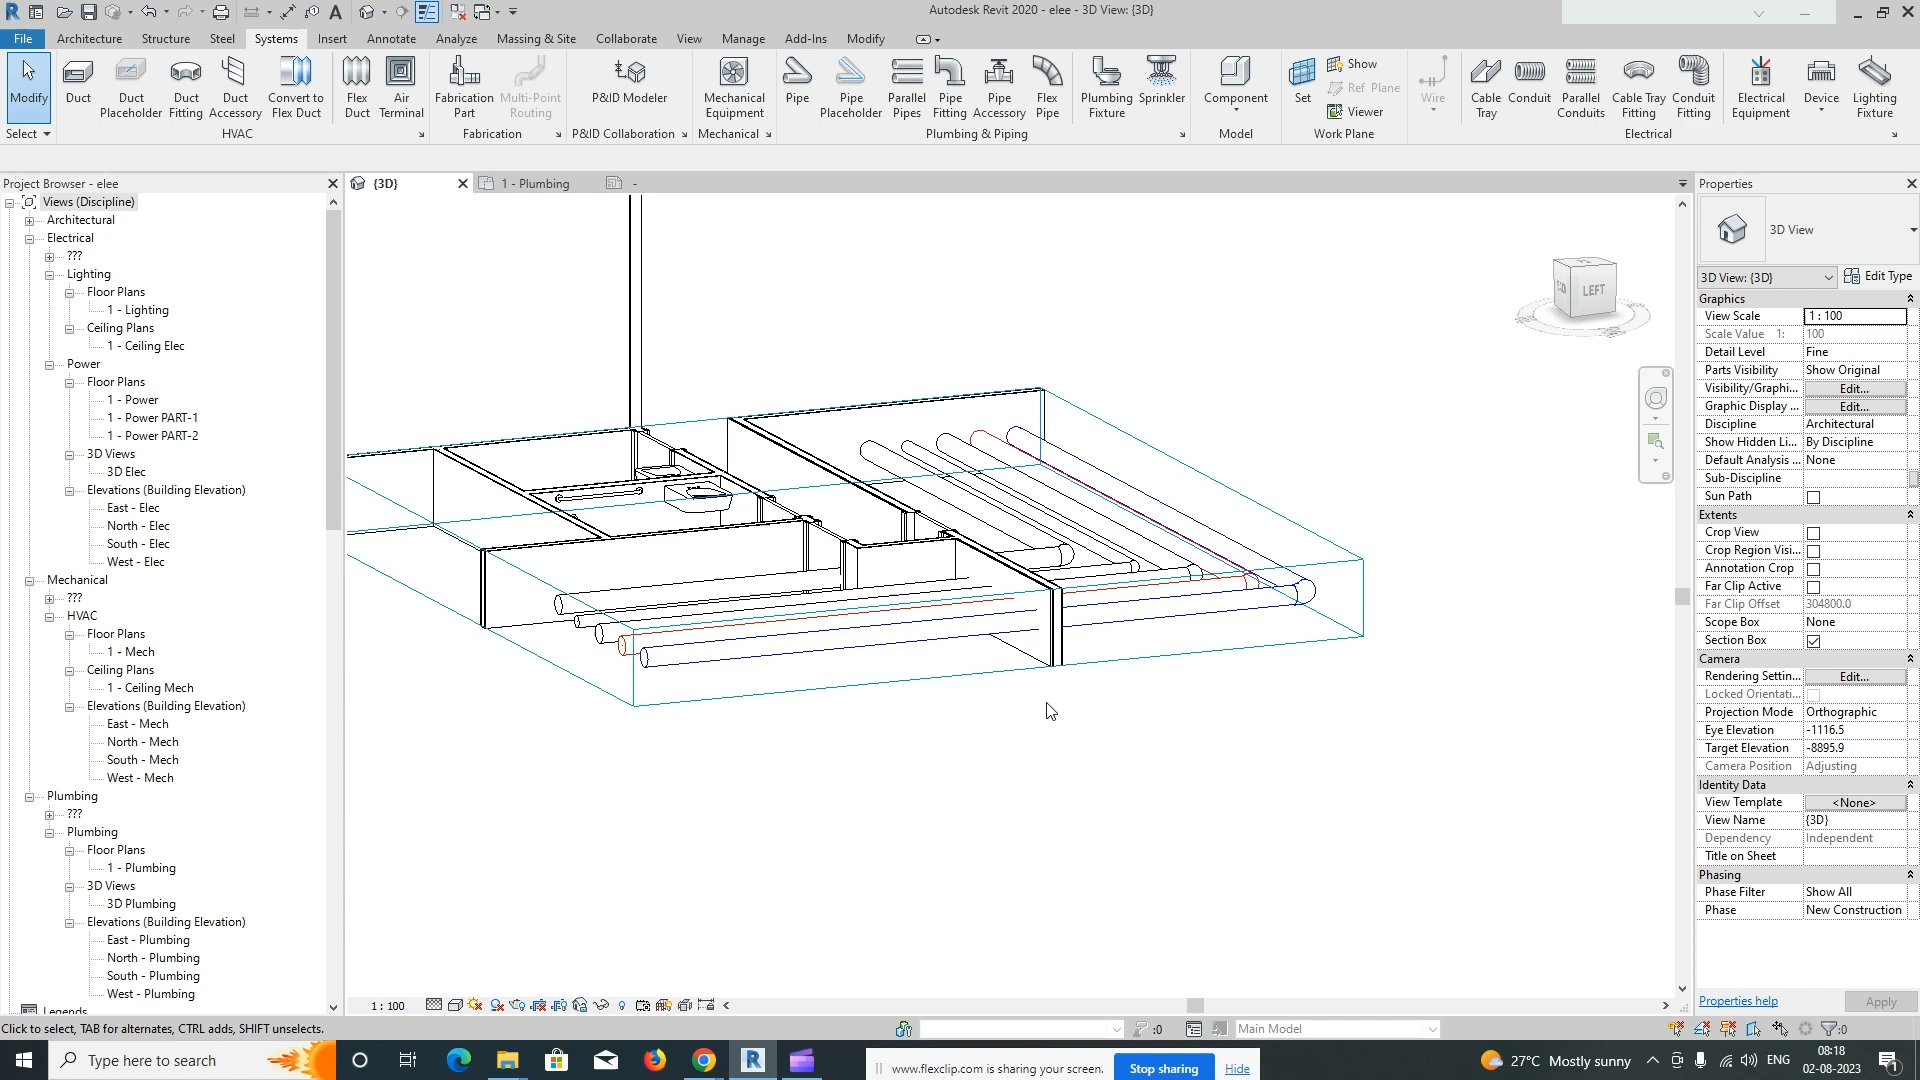 Autodesk Revit 2020 - elee - 3D View: {3D}
File Architecture Structure Steel Systems Insert Annotate Analyze Massing & Site Collaborate View Manage Add-Ins Modify
Modify
Duct
Duct Placeholder
Duct Fitting
Duct Accessory
Convert to Flex Duct
Flex Duct
Air Terminal
Fabrication Part
Multi-Point Routing
P&ID Modeler
Mechanical Equipment
Pipe
Pipe Placeholder
Parallel Pipes
Pipe Fitting
Pipe Accessory
Flex Pipe
Plumbing Fixture
Sprinkler
Component
Set
Show
Ref Plane
Viewer
Wire
Cable Tray
Conduit
Parallel Conduits
Cable Tray Fitting
Conduit Fitting
Electrical Equipment
Device
Lighting Fixture
Select HVAC Fabrication P&ID Collaboration Mechanical Plumbing & Piping Model Work Plane Electrical
Project Browser - elee
Views (Discipline)
Architectural
Electrical
???
Lighting
Floor Plans
1 - Lighting
Ceiling Plans
1 - Ceiling Elec
Power
Floor Plans
1 - Power
1 - Power PART-1
1 - Power PART-2
3D Views
3D Elec
Elevations (Building Elevation)
East - Elec
North - Elec
South - Elec
West - Elec
Mechanical
???
HVAC
Floor Plans
1 - Mech
Ceiling Plans
1 - Ceiling Mech
Elevations (Building Elevation)
East - Mech
North - Mech
South - Mech
West - Mech
Plumbing
???
Plumbing
Floor Plans
1 - Plumbing
3D Views
3D Plumbing
Elevations (Building Elevation)
East - Plumbing
North - Plumbing
South - Plumbing
West - Plumbing
Legends
{3D} 1 - Plumbing -
LEFT
Properties
3D View
3D View: {3D} Edit Type
Graphics
View Scale 1 : 100
Scale Value 1: 100
Detail Level Fine
Parts Visibility Show Original
Visibility/Graphi... Edit...
Graphic Display ... Edit...
Discipline Architectural
Show Hidden Li... By Discipline
Default Analysis ... None
Sub-Discipline
Sun Path
Extents
Crop View
Crop Region Visi...
Annotation Crop
Far Clip Active
Far Clip Offset 304800.0
Scope Box None
Section Box
Camera
Rendering Settin... Edit...
Locked Orientati...
Projection Mode Orthographic
Eye Elevation -1116.5
Target Elevation -8895.9
Camera Position Adjusting
Identity Data
View Template <None>
View Name {3D}
Dependency Independent
Title on Sheet
Phasing
Phase Filter Show All
Phase New Construction
Properties help Apply
1 : 100
Click to select, TAB for alternates, CTRL adds, SHIFT unselects.
:0
Main Model
:0
Type here to search
www.flexclip.com is sharing your screen. Stop sharing Hide
27°C Mostly sunny
ENG
08:18
02-08-2023
1